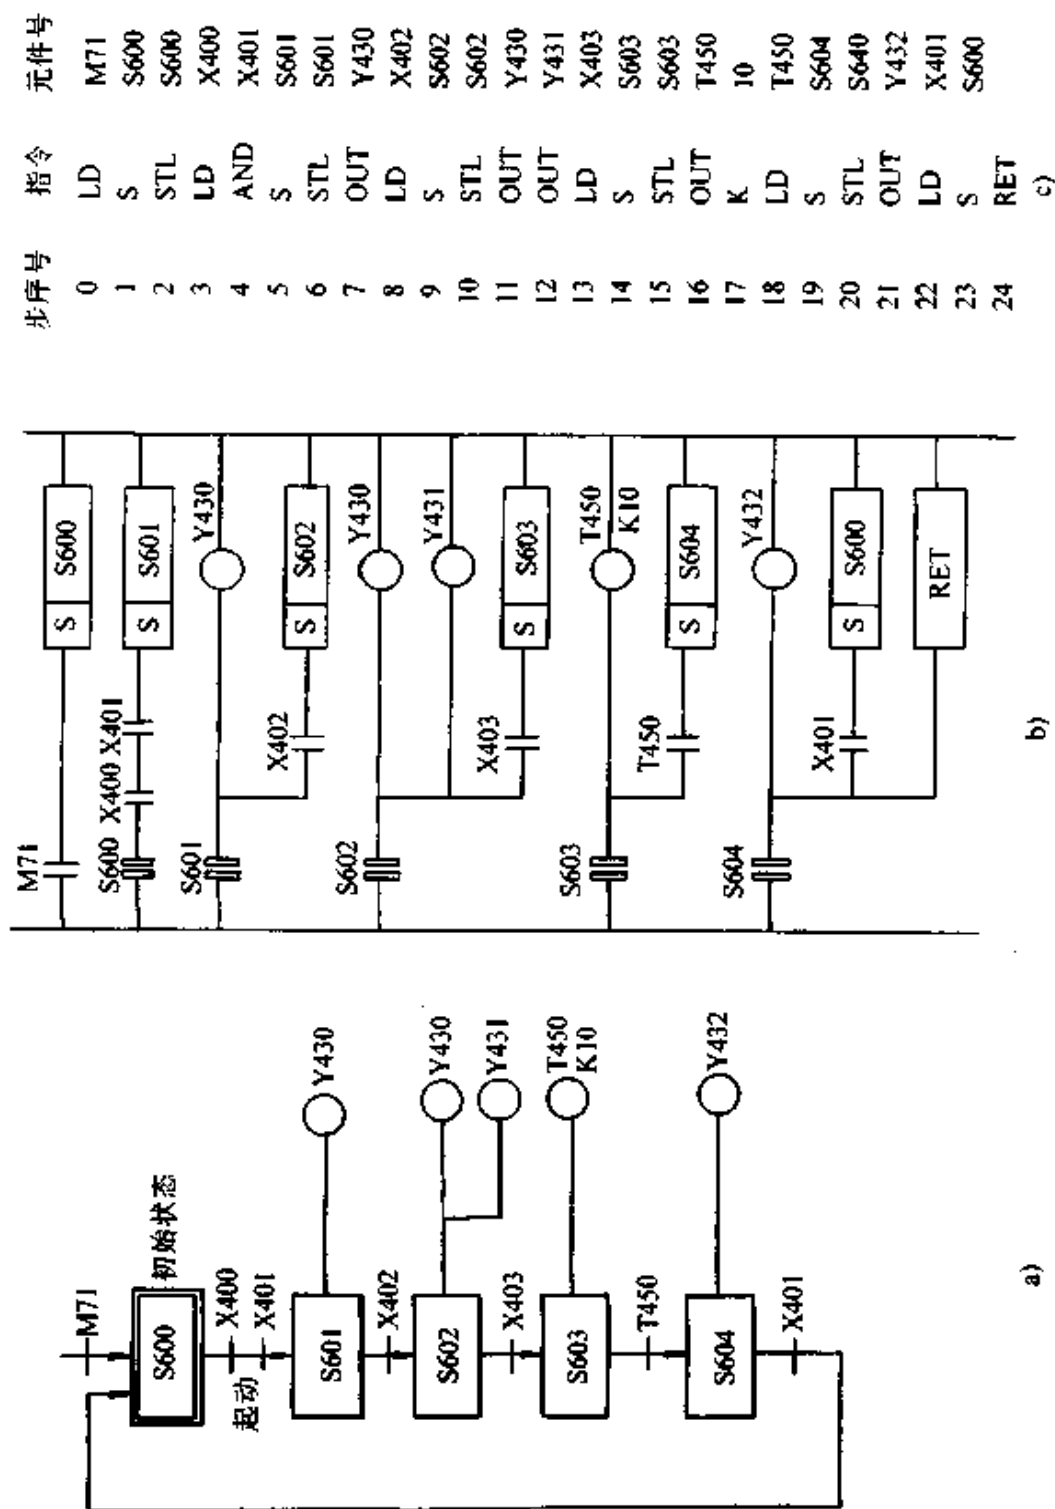 M71
S600
初始状态
起动
X400
X401
S601
Y430
X402
S602
Y430
Y431
X403
S603
T450
K10
T450
S604
Y432
X401
a)
M71
S S600
S600 X400 X401
S S601
S601
Y430
X402
S S602
S602
Y430
Y431
X403
S S603
S603
T450
K10
T450
S S604
S604
Y432
X401
S S600
RET
b)
步序号 指令 元件号
0 LD M71
1 S S600
2 STL S600
3 LD X400
4 AND X401
5 S S601
6 STL S601
7 OUT Y430
8 LD X402
9 S S602
10 STL S602
11 OUT Y430
12 OUT Y431
13 LD X403
14 S S603
15 STL S603
16 OUT T450
17 K 10
18 LD T450
19 S S604
20 STL S640
21 OUT Y432
22 LD X401
23 S S600
24 RET
c)